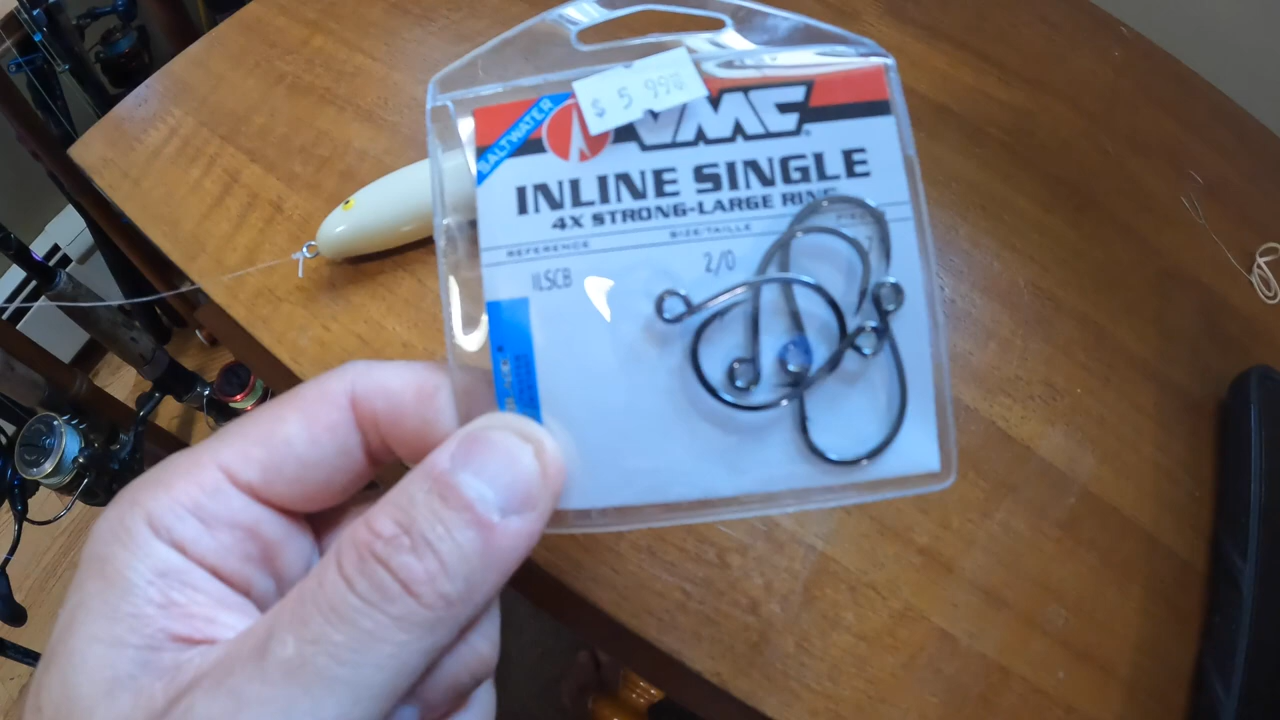 $ 5 99
SALTWATER
VMC
INLINE SINGLE
4X STRONG-LARGE RING
REFERENCE
SIZE/TAILLE
ILSCB
2/0